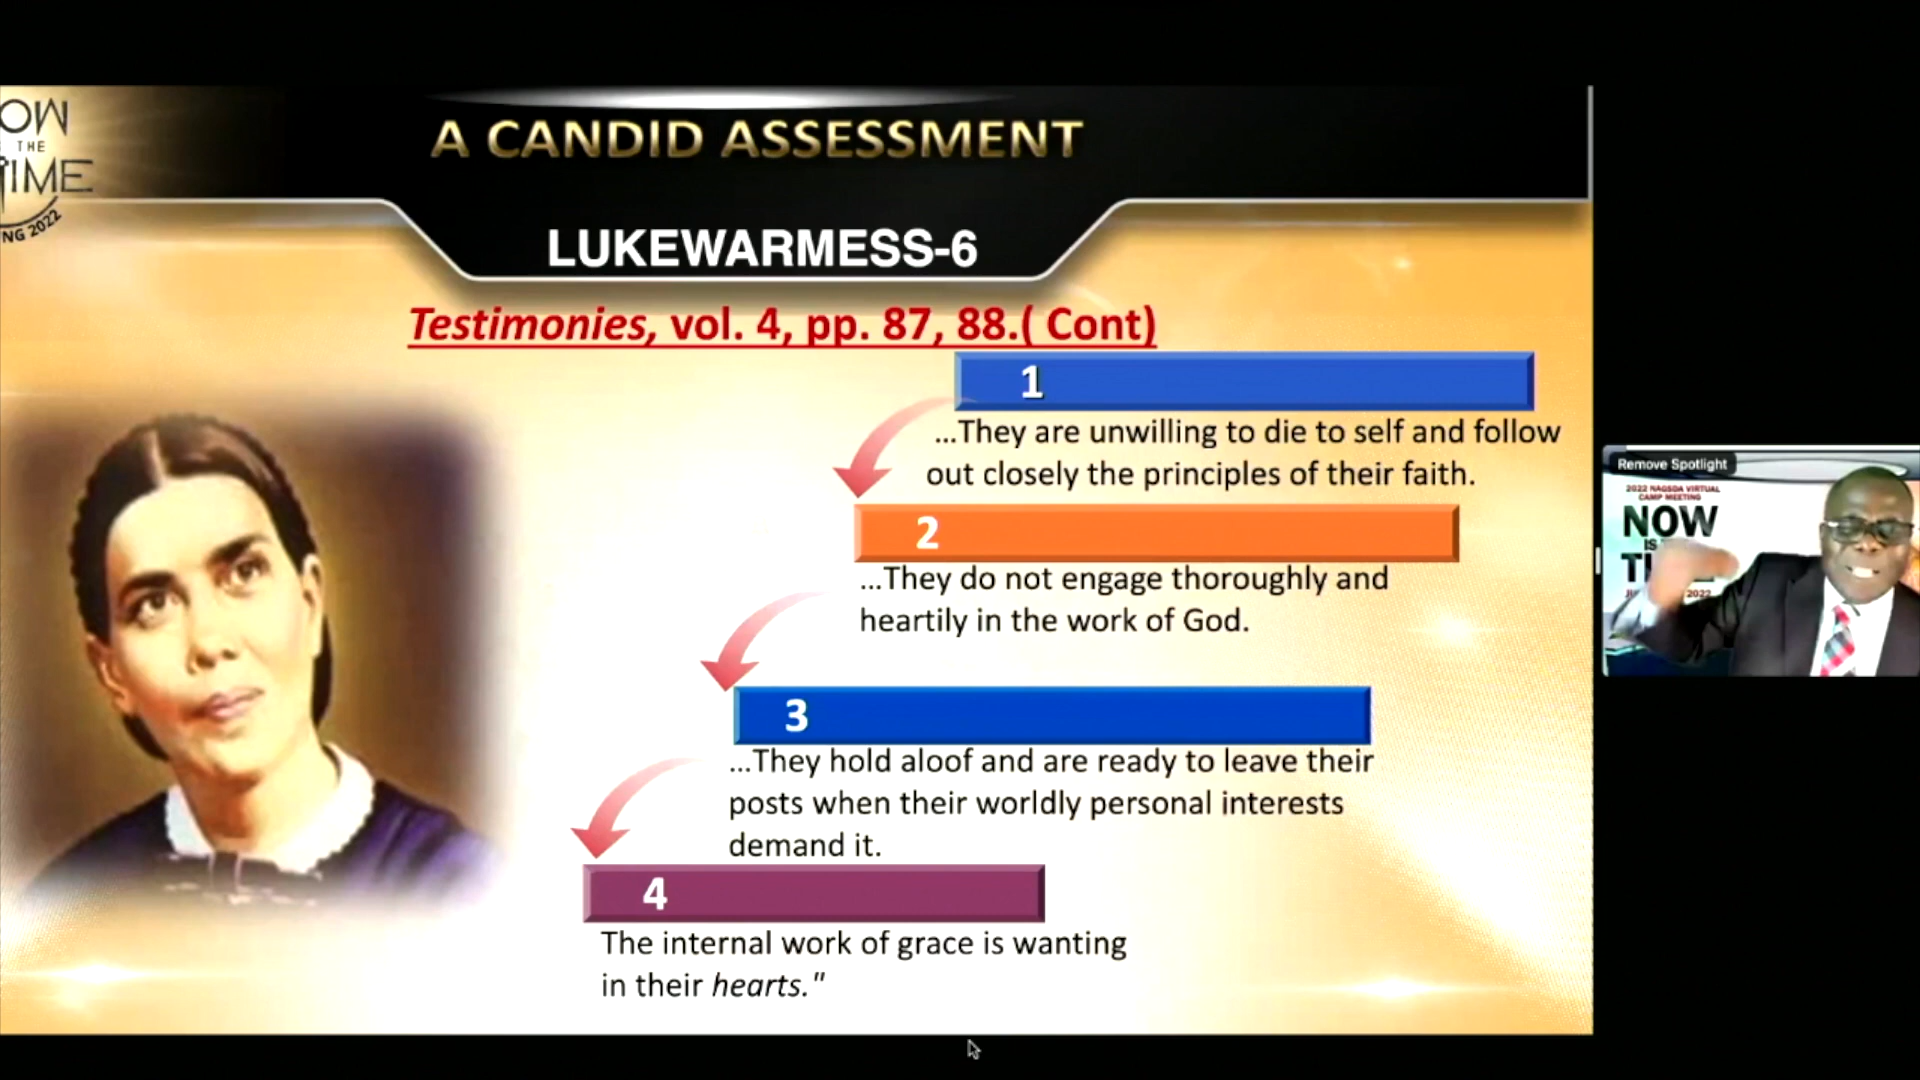 OW
THE
IME
NG 2022
A CANDID ASSESSMENT
LUKEWARMESS-6
Testimonies, vol. 4, pp. 87, 88.( Cont)
1
...They are unwilling to die to self and follow
out closely the principles of their faith.
2
...They do not engage thoroughly and
heartily in the work of God.
3
...They hold aloof and are ready to leave their
posts when their worldly personal interests
demand it.
4
The internal work of grace is wanting
in their hearts."
Remove Spotlight
2022 NAGSDA VIRTUAL
CAMP MEETING
NOW
IS
2022